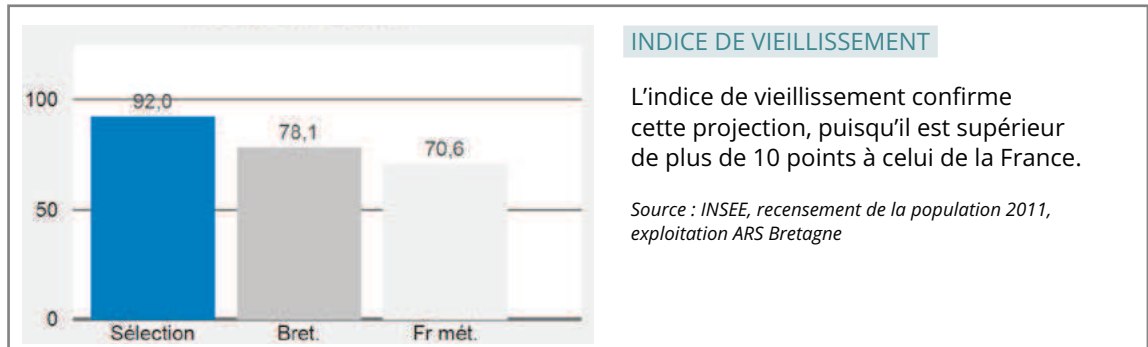 100
92,0
78,1
70,6
50
0
Sélection
Bret.
Fr mét.
INDICE DE VIEILLISSEMENT
L’indice de vieillissement confirme
cette projection, puisqu’il est supérieur
de plus de 10 points à celui de la France.
Source : INSEE, recensement de la population 2011,
exploitation ARS Bretagne